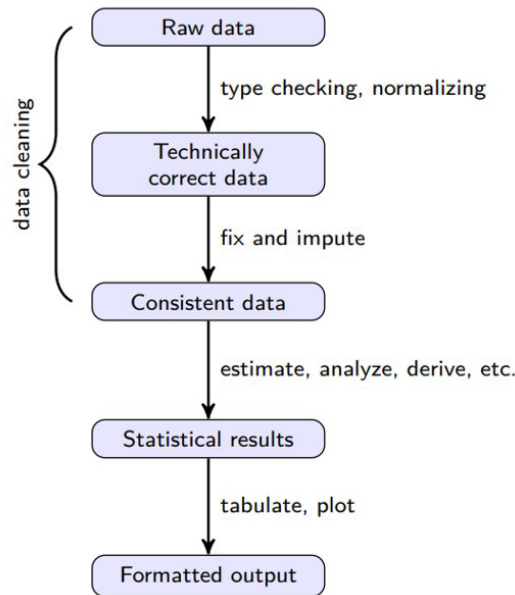 Raw data
type checking, normalizing
Technically
correct data
data cleaning
fix and impute
Consistent data
estimate, analyze, derive, etc.
Statistical results
tabulate, plot
Formatted output